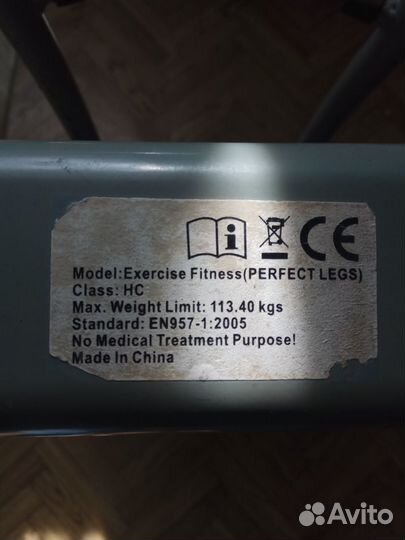 i
CE
Model:Exercise Fitness(PERFECT LEGS)
Class: HC
Max. Weight Limit: 113.40 kgs
Standard: EN957-1:2005
No Medical Treatment Purpose!
Made In China
Avito